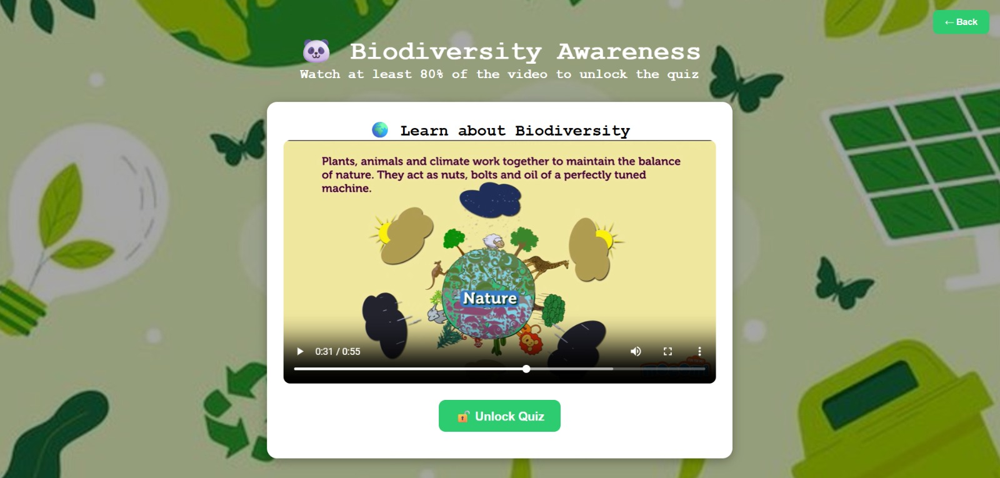 ← Back
Biodiversity Awareness
Watch at least 80% of the video to unlock the quiz
Learn about Biodiversity
Plants, animals and climate work together to maintain the balance
of nature. They act as nuts, bolts and oil of a perfectly tuned
machine.
Nature
0:31 / 0:55
Unlock Quiz